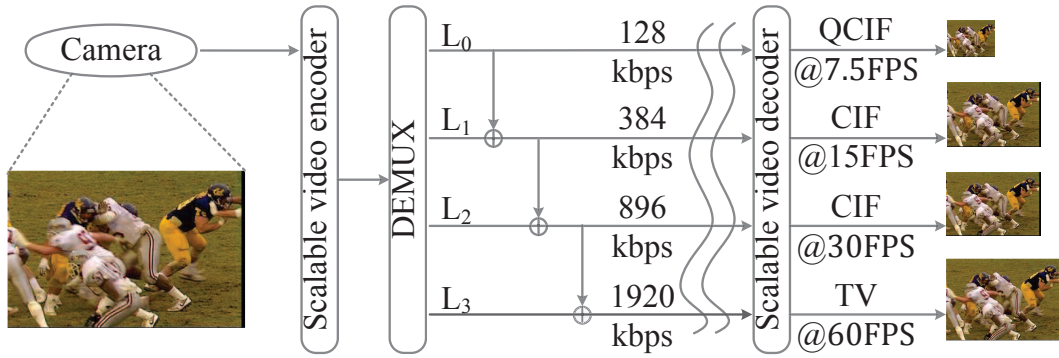 Camera
Scalable video encoder
DEMUX
L0
128
kbps
L1
384
kbps
L2
896
kbps
L3
1920
kbps
Scalable video decoder
QCIF
@7.5FPS
CIF
@15FPS
CIF
@30FPS
TV
@60FPS